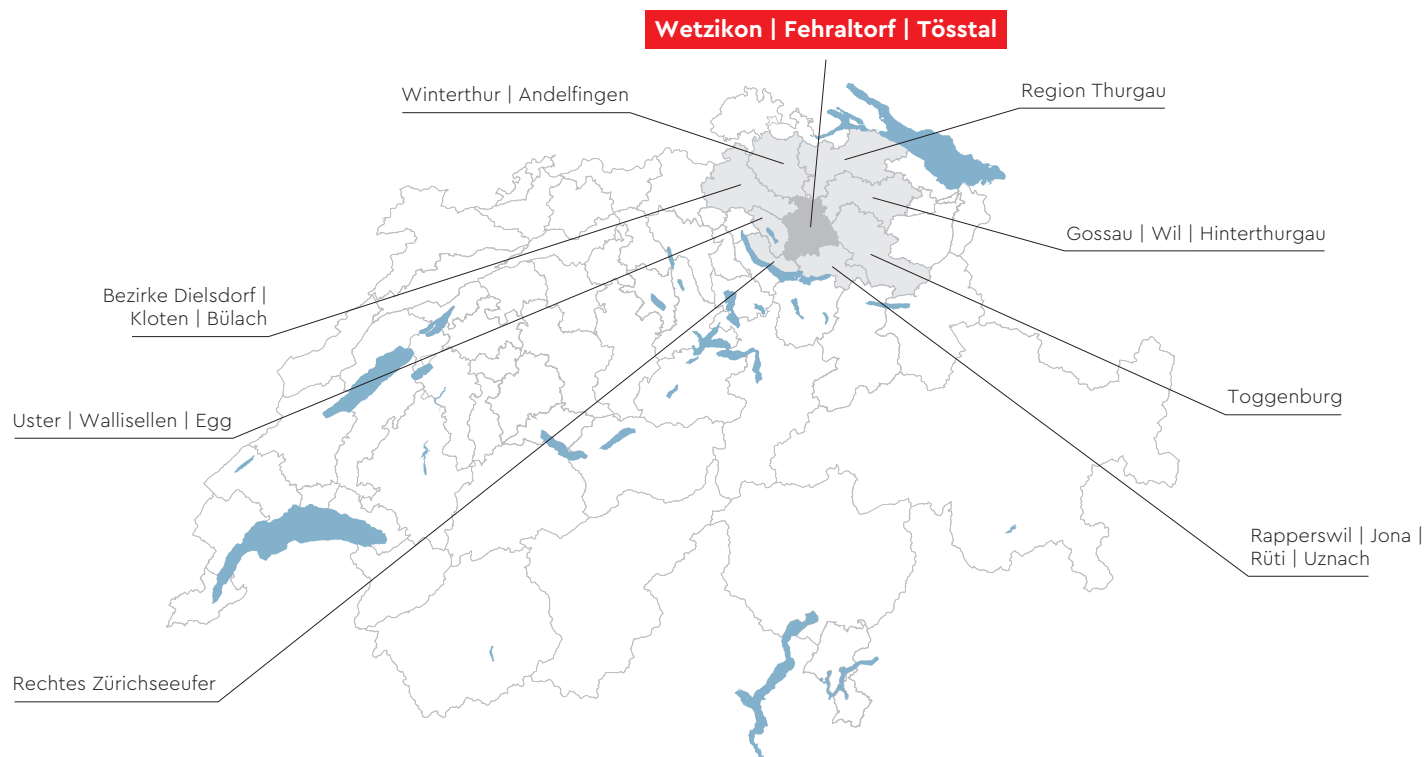 Wetzikon | Fehraltorf | Tösstal
Winterthur | Andelfingen
Region Thurgau
Gossau | Wil | Hinterthurgau
Bezirke Dielsdorf |
Kloten | Bülach
Toggenburg
Uster | Wallisellen | Egg
Rapperswil | Jona |
Rüti | Uznach
Rechtes Zürichseeufer